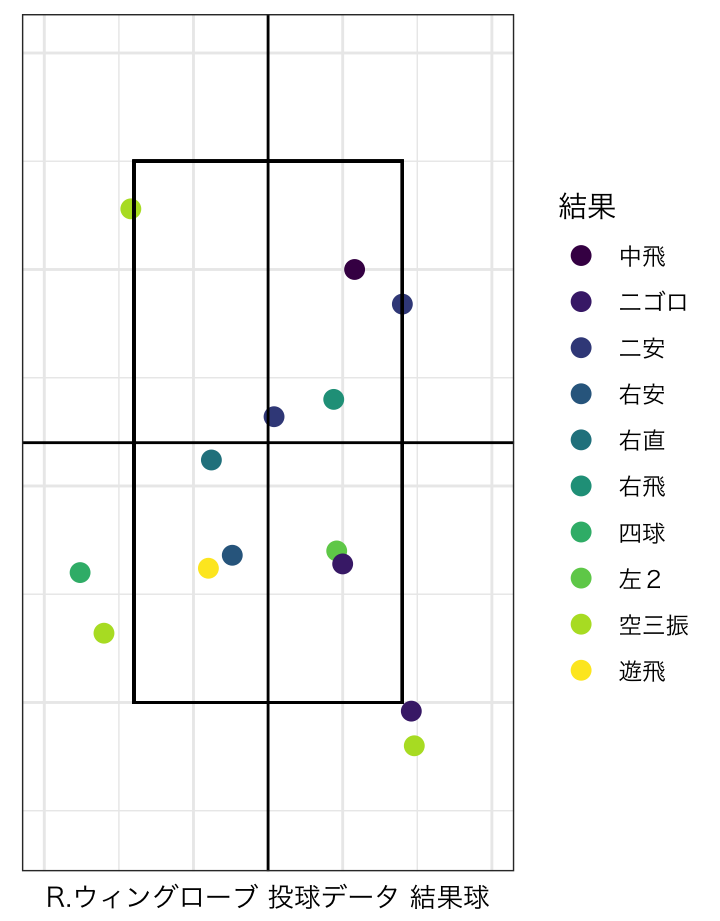 結果
中飛
二ゴロ
二安
右安
右直
右飛
四球
左２
空三振
遊飛
R.ウィングローブ 投球データ 結果球